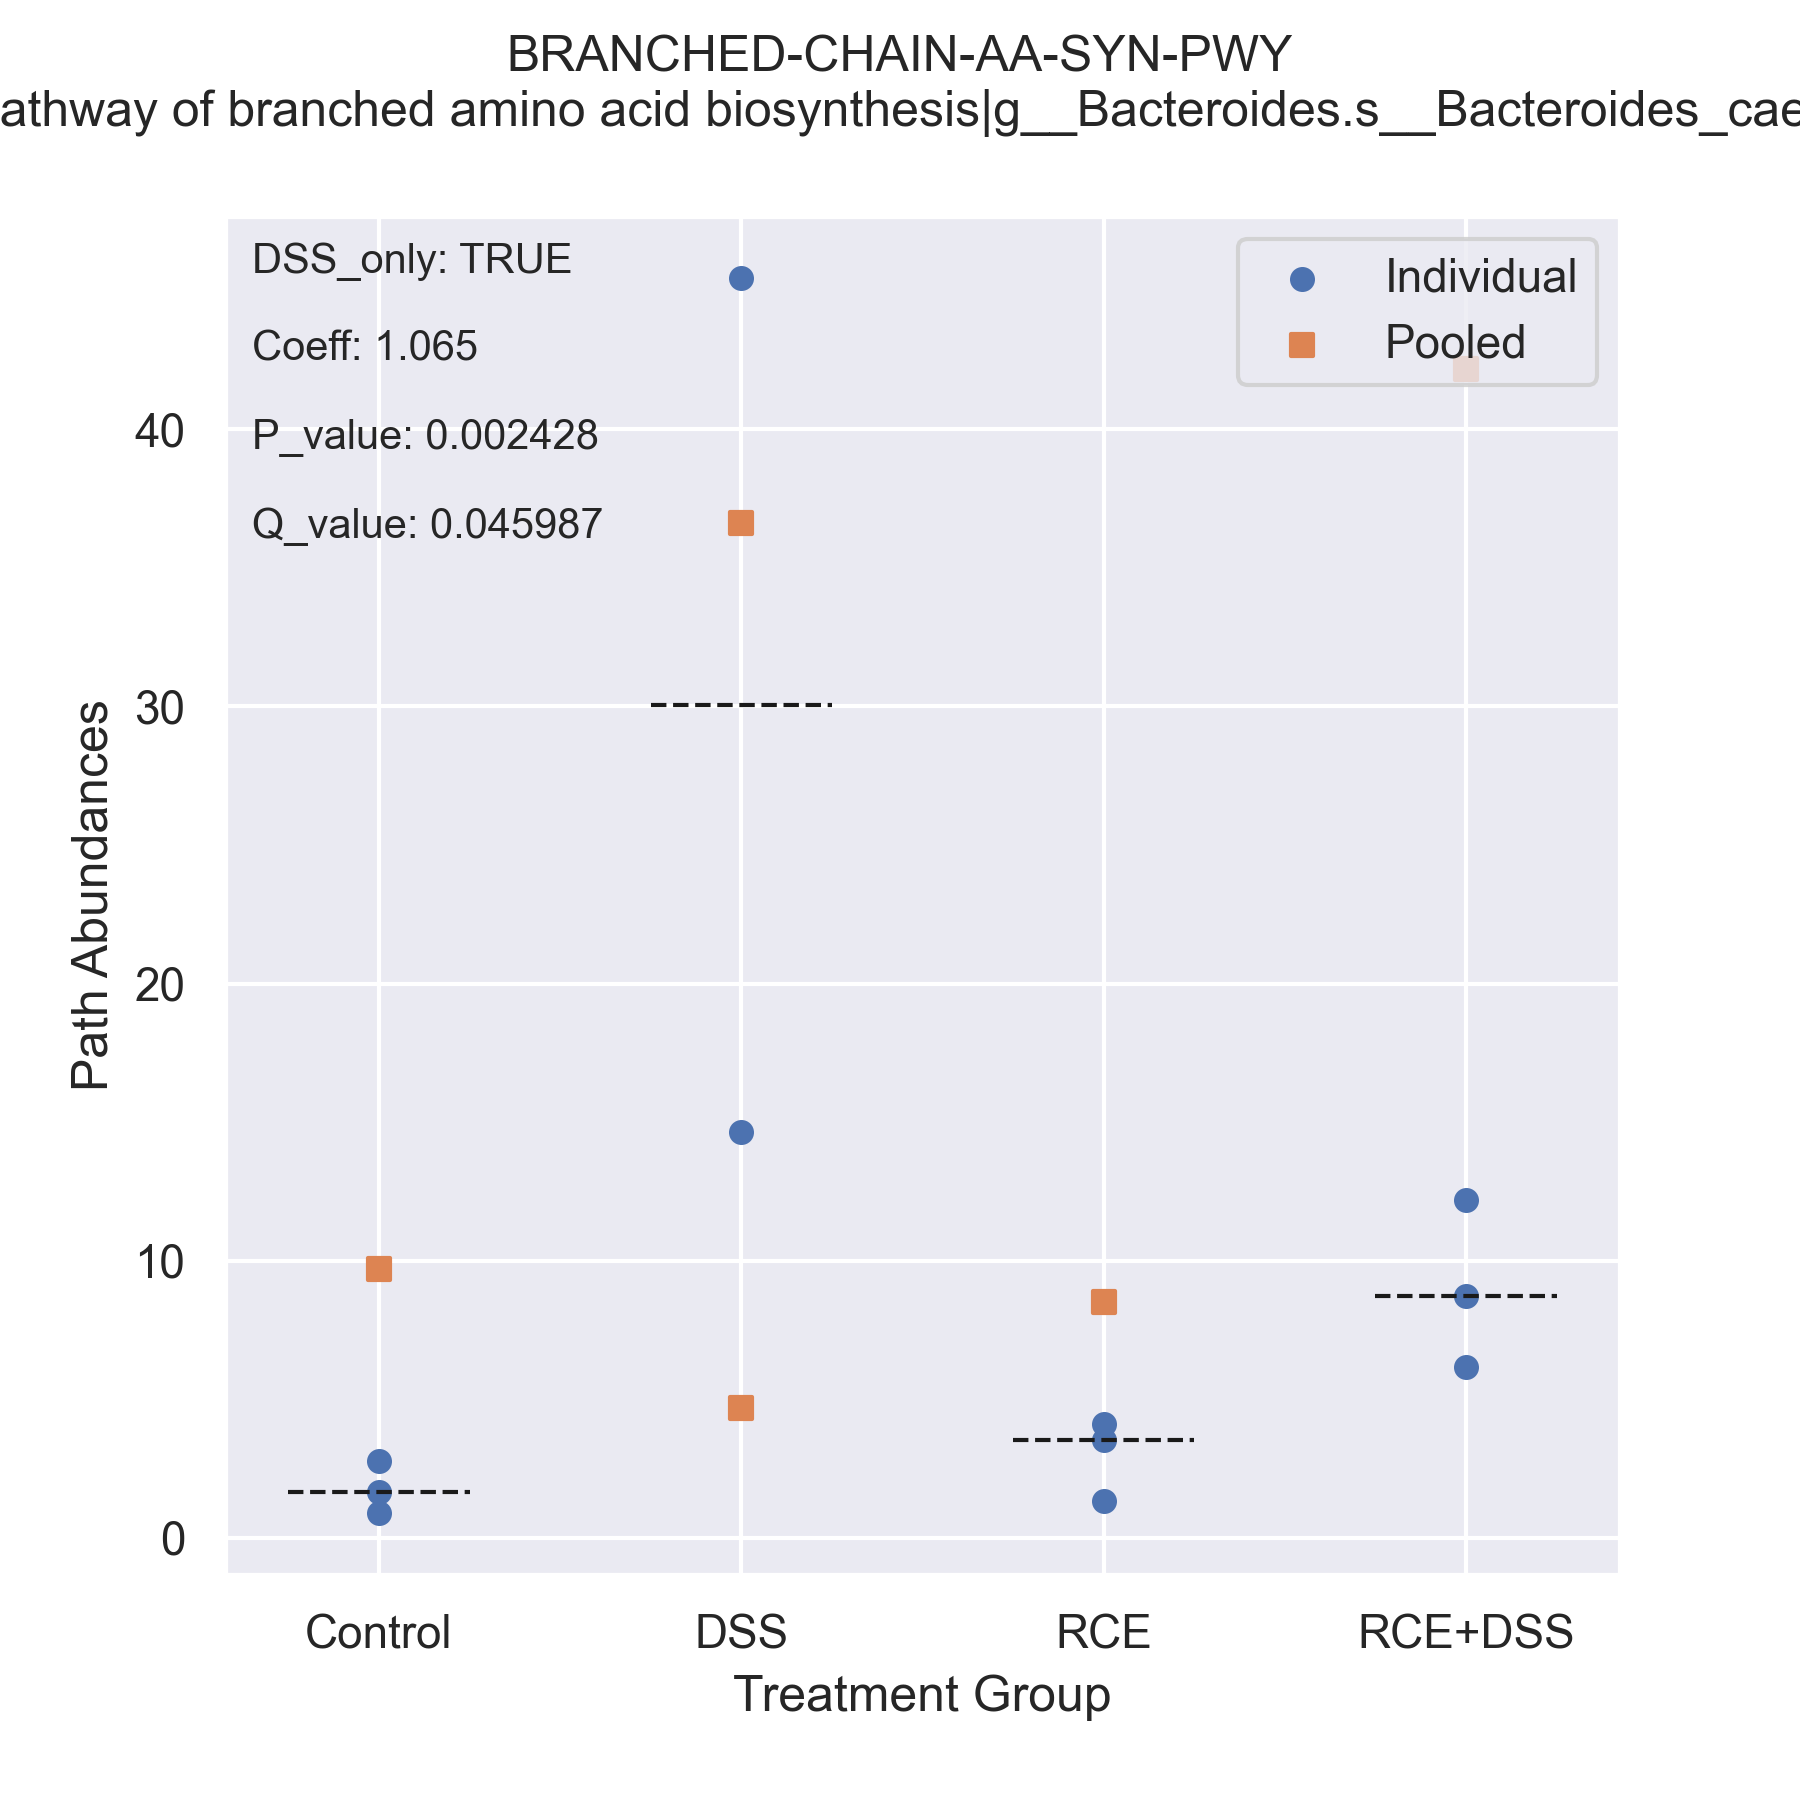 BRANCHED-CHAIN-AA-SYN-PWY
athway of branched amino acid biosynthesis|g__Bacteroides.s__Bacteroides_cae
DSS_only: TRUE
Coeff: 1.065
P_value: 0.002428
Q_value: 0.045987
Individual
Pooled
Path Abundances
40
30
20
10
0
Control DSS RCE RCE+DSS
Treatment Group